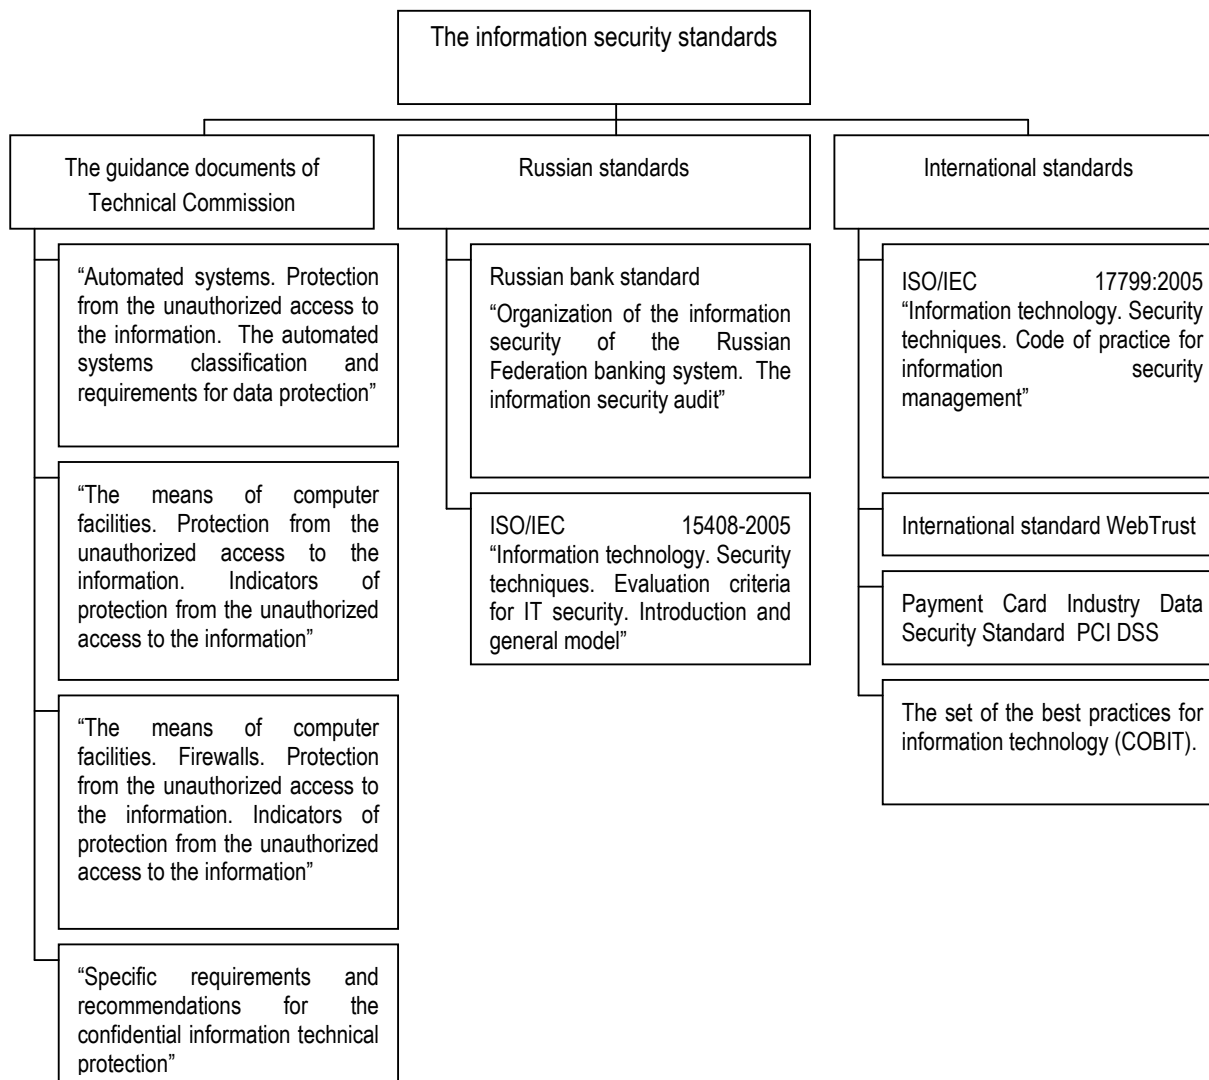 The information security standards
The guidance documents of
Technical Commission
“Automated systems. Protection
from the unauthorized access to
the information. The automated
systems classification and
requirements for data protection”
“The means of computer
facilities. Protection from the
unauthorized access to the
information. Indicators of
protection from the unauthorized
access to the information”
“The means of computer
facilities. Firewalls. Protection
from the unauthorized access to
the information. Indicators of
protection from the unauthorized
access to the information”
“Specific requirements and
recommendations for the
confidential information technical
protection”
Russian standards
Russian bank standard
“Organization of the information
security of the Russian
Federation banking system. The
information security audit”
ISO/IEC 15408-2005
“Information technology. Security
techniques. Evaluation criteria
for IT security. Introduction and
general model”
International standards
ISO/IEC 17799:2005
“Information technology. Security
techniques. Code of practice for
information security
management”
International standard WebTrust
Payment Card Industry Data
Security Standard PCI DSS
The set of the best practices for
information technology (COBIT).